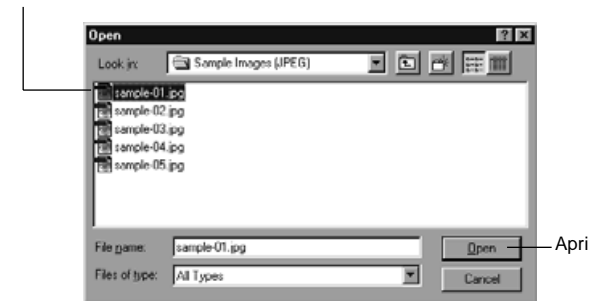 Open
Look in: Sample Images (JPEG)
sample-01.jpg
sample-02.jpg
sample-03.jpg
sample-04.jpg
sample-05.jpg
File name: sample-01.jpg Open Apri
Files of type: All Types Cancel